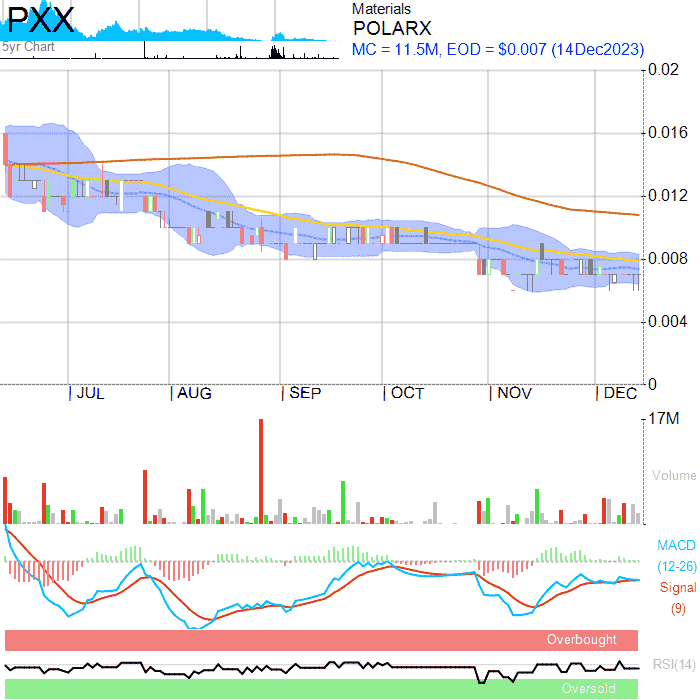 PXX
5yr Chart
Materials
POLARX
MC = 11.5M, EOD = $0.007 (14Dec2023)
0.02
0.016
0.012
0.008
0.004
0
JUL AUG SEP OCT NOV DEC
17M
Volume
MACD
(12-26)
Signal
(9)
Overbought
RSI(14)
Oversold